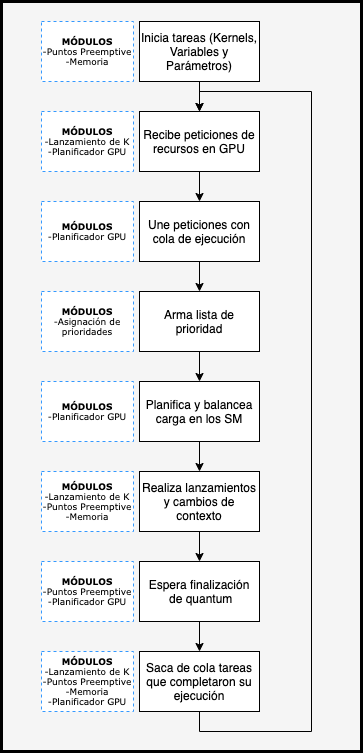 MÓDULOS
-Puntos Preemptive
-Memoria
Inicia tareas (Kernels,
Variables y
Parámetros)
MÓDULOS
-Lanzamiento de K
-Planificador GPU
Recibe peticiones de
recursos en GPU
MÓDULOS
-Planificador GPU
Une peticiones con
cola de ejecución
MÓDULOS
-Asignación de
prioridades
Arma lista de
prioridad
MÓDULOS
-Planificador GPU
Planifica y balancea
carga en los SM
MÓDULOS
-Lanzamiento de K
-Puntos Preemptive
-Memoria
Realiza lanzamientos
y cambios de
contexto
MÓDULOS
-Puntos Preemptive
-Planificador GPU
Espera finalización
de quantum
MÓDULOS
-Lanzamiento de K
-Puntos Preemptive
-Memoria
-Planificador GPU
Saca de cola tareas
que completaron su
ejecución